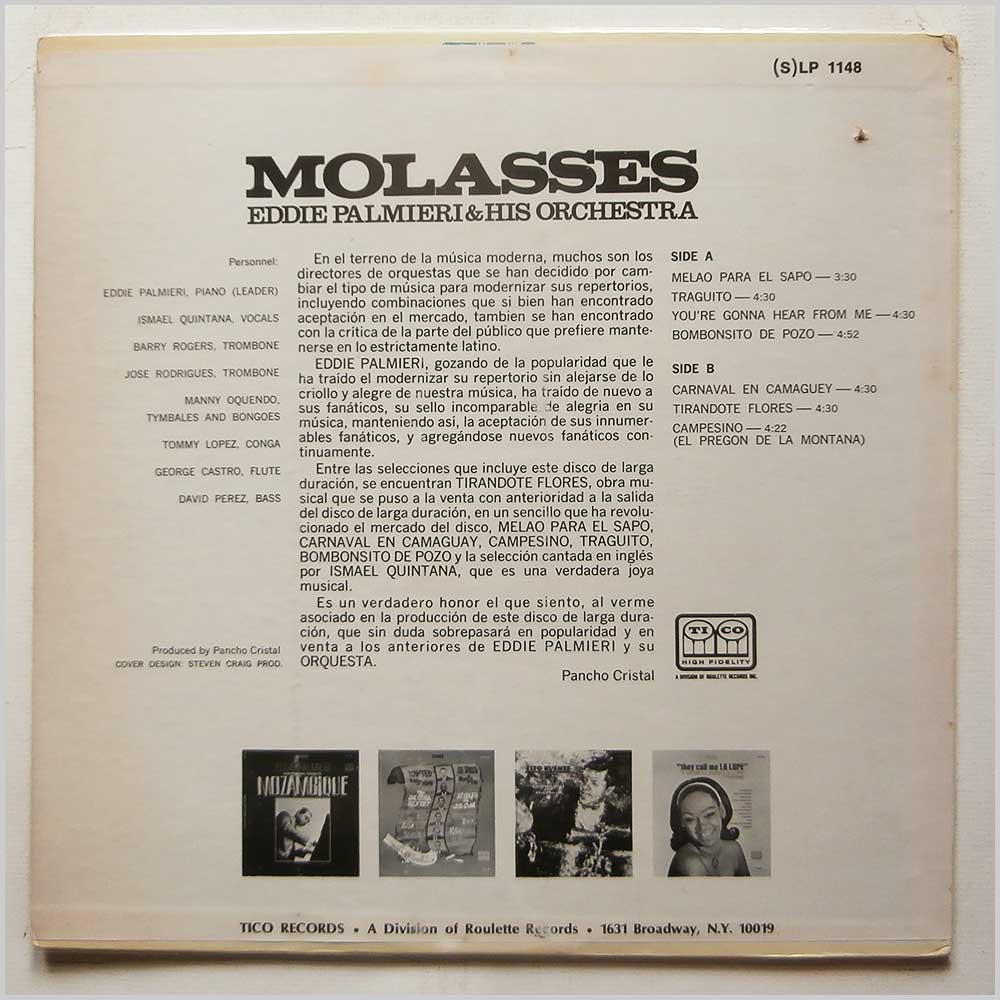 (S)LP 1148
MOLASSES
EDDIE PALMIERI & HIS ORCHESTRA
Personnel:
EDDIE PALMIERI, PIANO (LEADER)
ISMAEL QUINTANA, VOCALS
BARRY ROGERS, TROMBONE
JOSE RODRIGUES, TROMBONE
MANNY OQUENDO,
TYMBALES AND BONGOES
TOMMY LOPEZ, CONGA
GEORGE CASTRO, FLUTE
DAVID PEREZ, BASS
Produced by Pancho Cristal
COVER DESIGN: STEVEN CRAIG PROD.
En el terreno de la música moderna, muchos son los
directores de orquestas que se han decidido por cam-
biar el tipo de música para modernizar sus repertorios,
incluyendo combinaciones que si bien han encontrado
aceptación en el mercado, tambien se han encontrado
con la crítica de la parte del público que prefiere mante-
nerse en lo estrictamente latino.
EDDIE PALMIERI, gozando de la popularidad que le
ha traído el modernizar su repertorio sin alejarse de lo
criollo y alegre de nuestra música, ha traído de nuevo a
sus fanáticos, su sello incomparable de alegria en su
música, manteniendo así, la aceptación de sus innumer-
ables fanáticos, y agregándose nuevos fanáticos con-
tinuamente.
Entre las selecciones que incluye este disco de larga
duración, se encuentran TIRANDOTE FLORES, obra mu-
sical que se puso a la venta con anterioridad a la salida
del disco de larga duración, en un sencillo que ha revolu-
cionado el mercado del disco, MELAO PARA EL SAPO,
CARNAVAL EN CAMAGUAY, CAMPESINO, TRAGUITO,
BOMBONSITO DE POZO y la selección cantada en inglés
por ISMAEL QUINTANA, que es una verdadera joya
musical.
Es un verdadero honor el que siento, al verme
asociado en la producción de este disco de larga dura-
ción, que sin duda sobrepasará en popularidad y en
venta a los anteriores de EDDIE PALMIERI y su
ORQUESTA.
Pancho Cristal
SIDE A
MELAO PARA EL SAPO — 3:30
TRAGUITO — 4:30
YOU'RE GONNA HEAR FROM ME — 4:30
BOMBONSITO DE POZO — 4:52
SIDE B
CARNAVAL EN CAMAGUEY — 4:30
TIRANDOTE FLORES — 4:30
CAMPESINO — 4:22
(EL PREGON DE LA MONTANA)
TICO
HIGH FIDELITY
A DIVISION OF ROULETTE RECORDS INC.
MOZAMBIQUE
TITO PUENTE
"they call me LA LUPE"
TICO RECORDS • A Division of Roulette Records • 1631 Broadway, N.Y. 10019